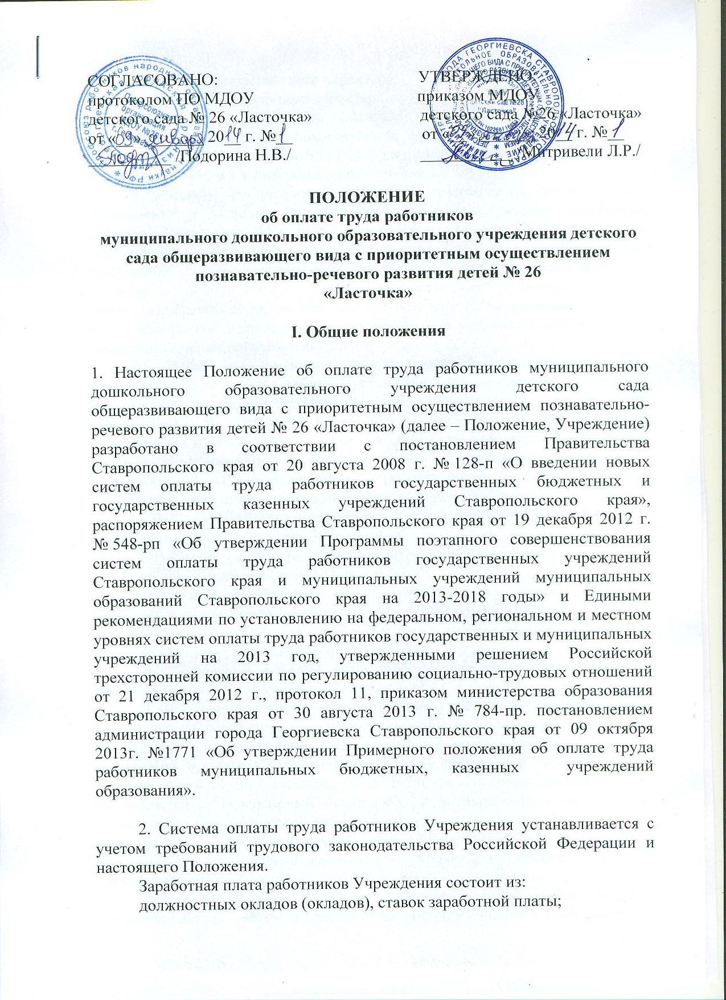 СОГЛАСОВАНО:
протоколом ПО МДОУ
детского сада № 26 «Ласточка»
от «09» января 2014 г. №1
/Подорина Н.В./
УТВЕРЖДЕНО
приказом МДОУ
детского сада № 26 «Ласточка»
от « 2014 г. № 1
/Митривели Л.Р./
ПОЛОЖЕНИЕ
об оплате труда работников
муниципального дошкольного образовательного учреждения детского
сада общеразвивающего вида с приоритетным осуществлением
познавательно-речевого развития детей № 26
«Ласточка»
I. Общие положения
1. Настоящее Положение об оплате труда работников муниципального
дошкольного образовательного учреждения детского сада
общеразвивающего вида с приоритетным осуществлением познавательно-
речевого развития детей № 26 «Ласточка» (далее – Положение, Учреждение)
разработано в соответствии с постановлением Правительства
Ставропольского края от 20 августа 2008 г. № 128-п «О введении новых
систем оплаты труда работников государственных бюджетных и
государственных казенных учреждений Ставропольского края»,
распоряжением Правительства Ставропольского края от 19 декабря 2012 г.
№ 548-рп «Об утверждении Программы поэтапного совершенствования
систем оплаты труда работников государственных учреждений
Ставропольского края и муниципальных учреждений муниципальных
образований Ставропольского края на 2013-2018 годы» и Едиными
рекомендациями по установлению на федеральном, региональном и местном
уровнях систем оплаты труда работников государственных и муниципальных
учреждений на 2013 год, утвержденными решением Российской
трехсторонней комиссии по регулированию социально-трудовых отношений
от 21 декабря 2012 г., протокол 11, приказом министерства образования
Ставропольского края от 30 августа 2013 г. № 784-пр. постановлением
администрации города Георгиевска Ставропольского края от 09 октября
2013г. №1771 «Об утверждении Примерного положения об оплате труда
работников муниципальных бюджетных, казенных учреждений
образования».
2. Система оплаты труда работников Учреждения устанавливается с
учетом требований трудового законодательства Российской Федерации и
настоящего Положения.
Заработная плата работников Учреждения состоит из:
должностных окладов (окладов), ставок заработной платы;